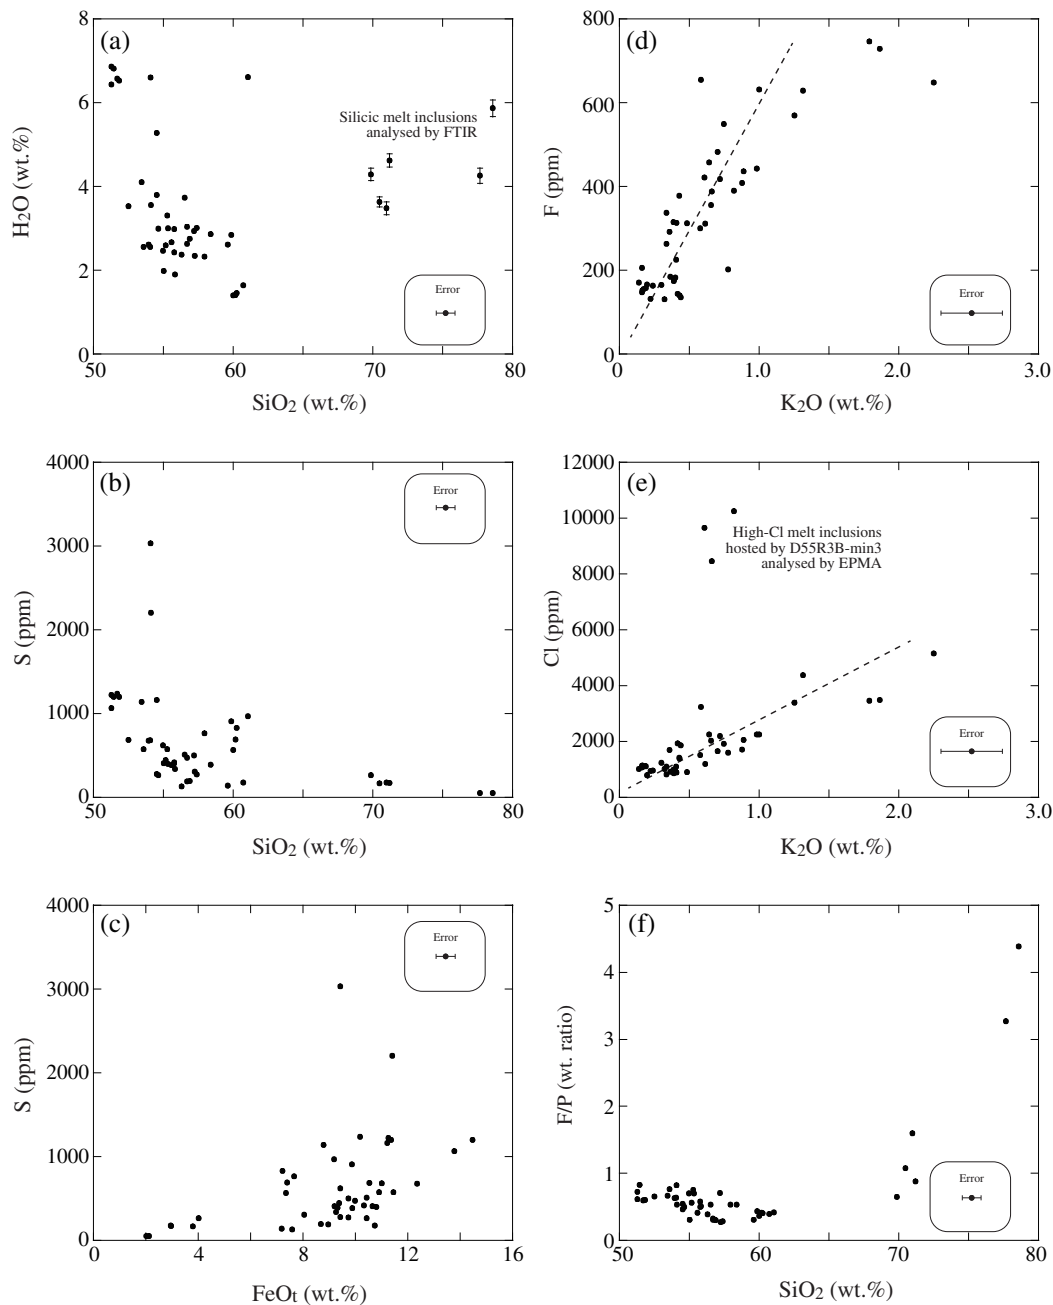 (a)
8
6
4
2
0
H2O (wt.%)
Silicic melt inclusions
analysed by FTIR
Error
50
60
70
80
SiO2 (wt.%)
(d)
800
600
400
200
0
F (ppm)
Error
0
1.0
2.0
3.0
K2O (wt.%)
(b)
4000
3000
2000
1000
0
S (ppm)
Error
50
60
70
80
SiO2 (wt.%)
(e)
12000
10000
8000
6000
4000
2000
0
Cl (ppm)
High-Cl melt inclusions
hosted by D55R3B-min3
analysed by EPMA
Error
0
1.0
2.0
3.0
K2O (wt.%)
(c)
4000
3000
2000
1000
0
S (ppm)
Error
0
4
8
12
16
FeOt (wt.%)
(f)
5
4
3
2
1
0
F/P (wt. ratio)
Error
50
60
70
80
SiO2 (wt.%)